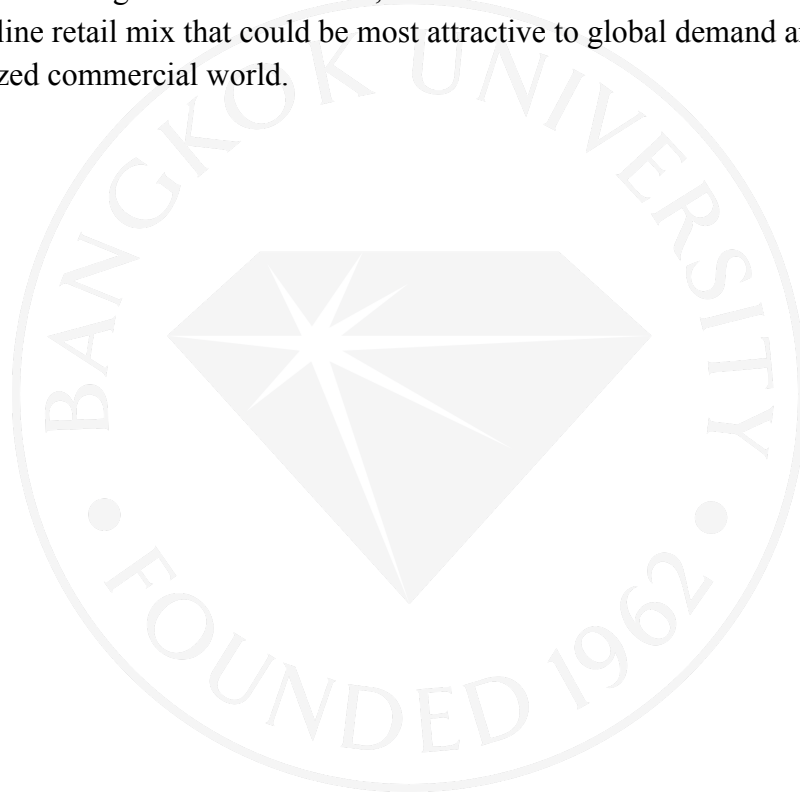 line retail mix that could be most attractive to global demand a
zed commercial world.
BANGKOK UNIVERSITY
FOUNDED 1962